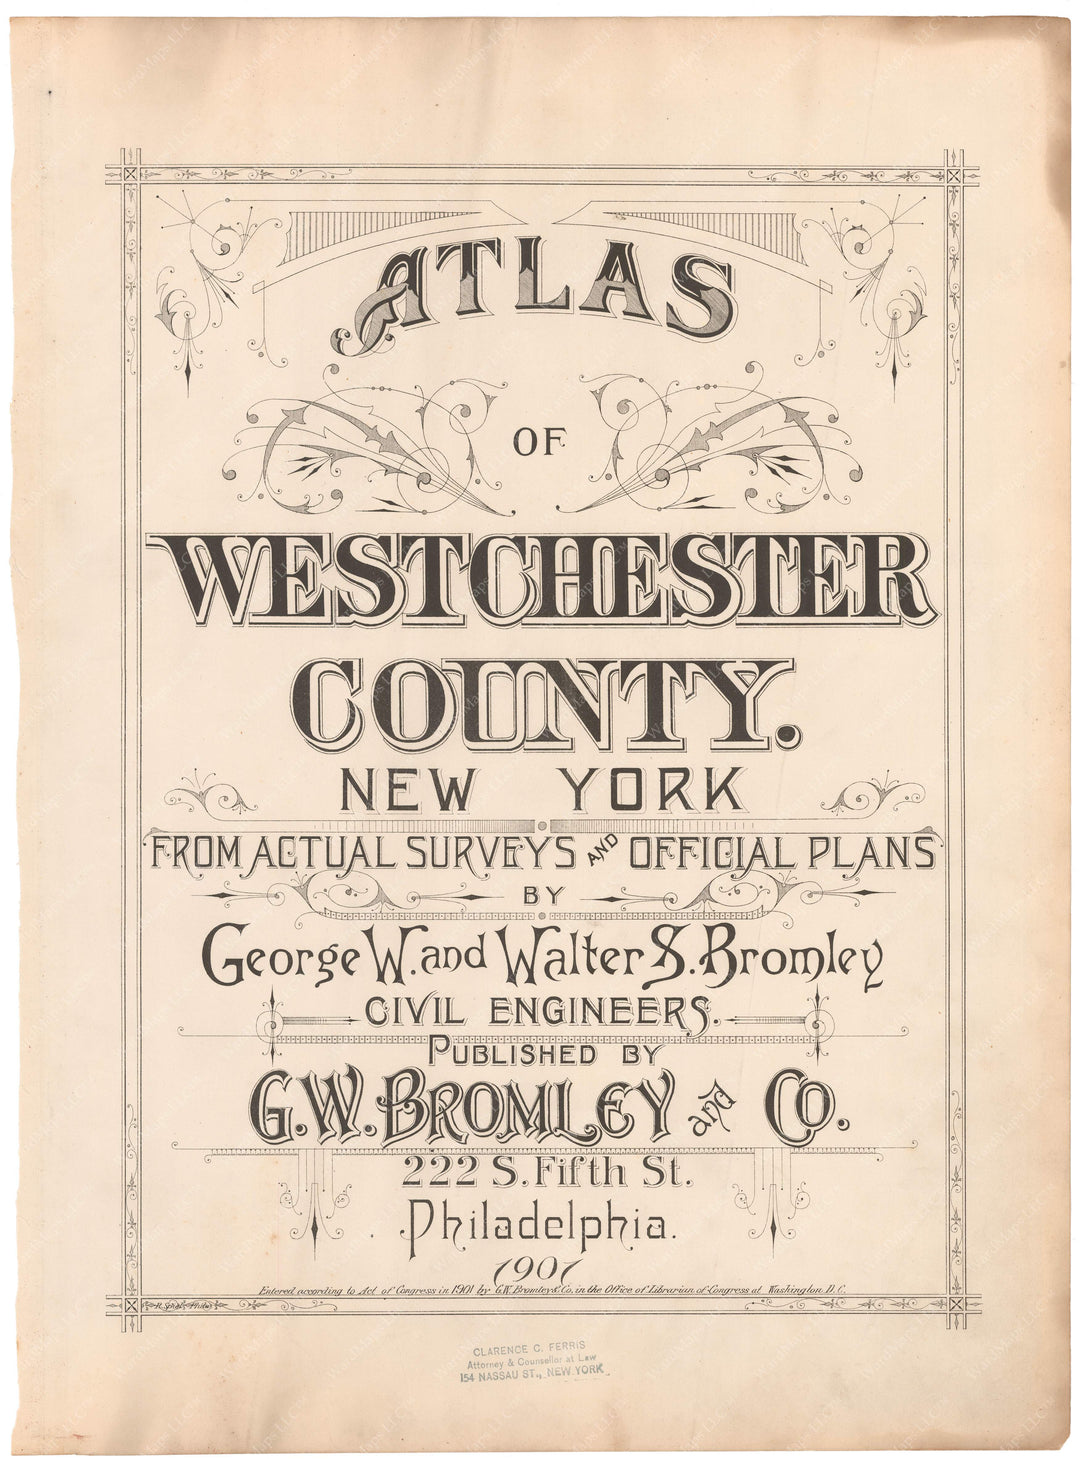 ATLAS
OF
WESTCHESTER
COUNTY.
NEW YORK
FROM ACTUAL SURVEYS AND OFFICIAL PLANS
BY
George W. and Walter S. Bromley
CIVIL ENGINEERS.
PUBLISHED BY
G.W. BROMLEY and Co.
222 S. Fifth St.
Philadelphia.
1901
Entered according to Act of Congress in 1901 by G.W. Bromley & Co. in the Office of Librarian of Congress at Washington D.C.
CLARENCE C. FERRIS
Attorney & Counsellor at Law
154 NASSAU ST., NEW YORK